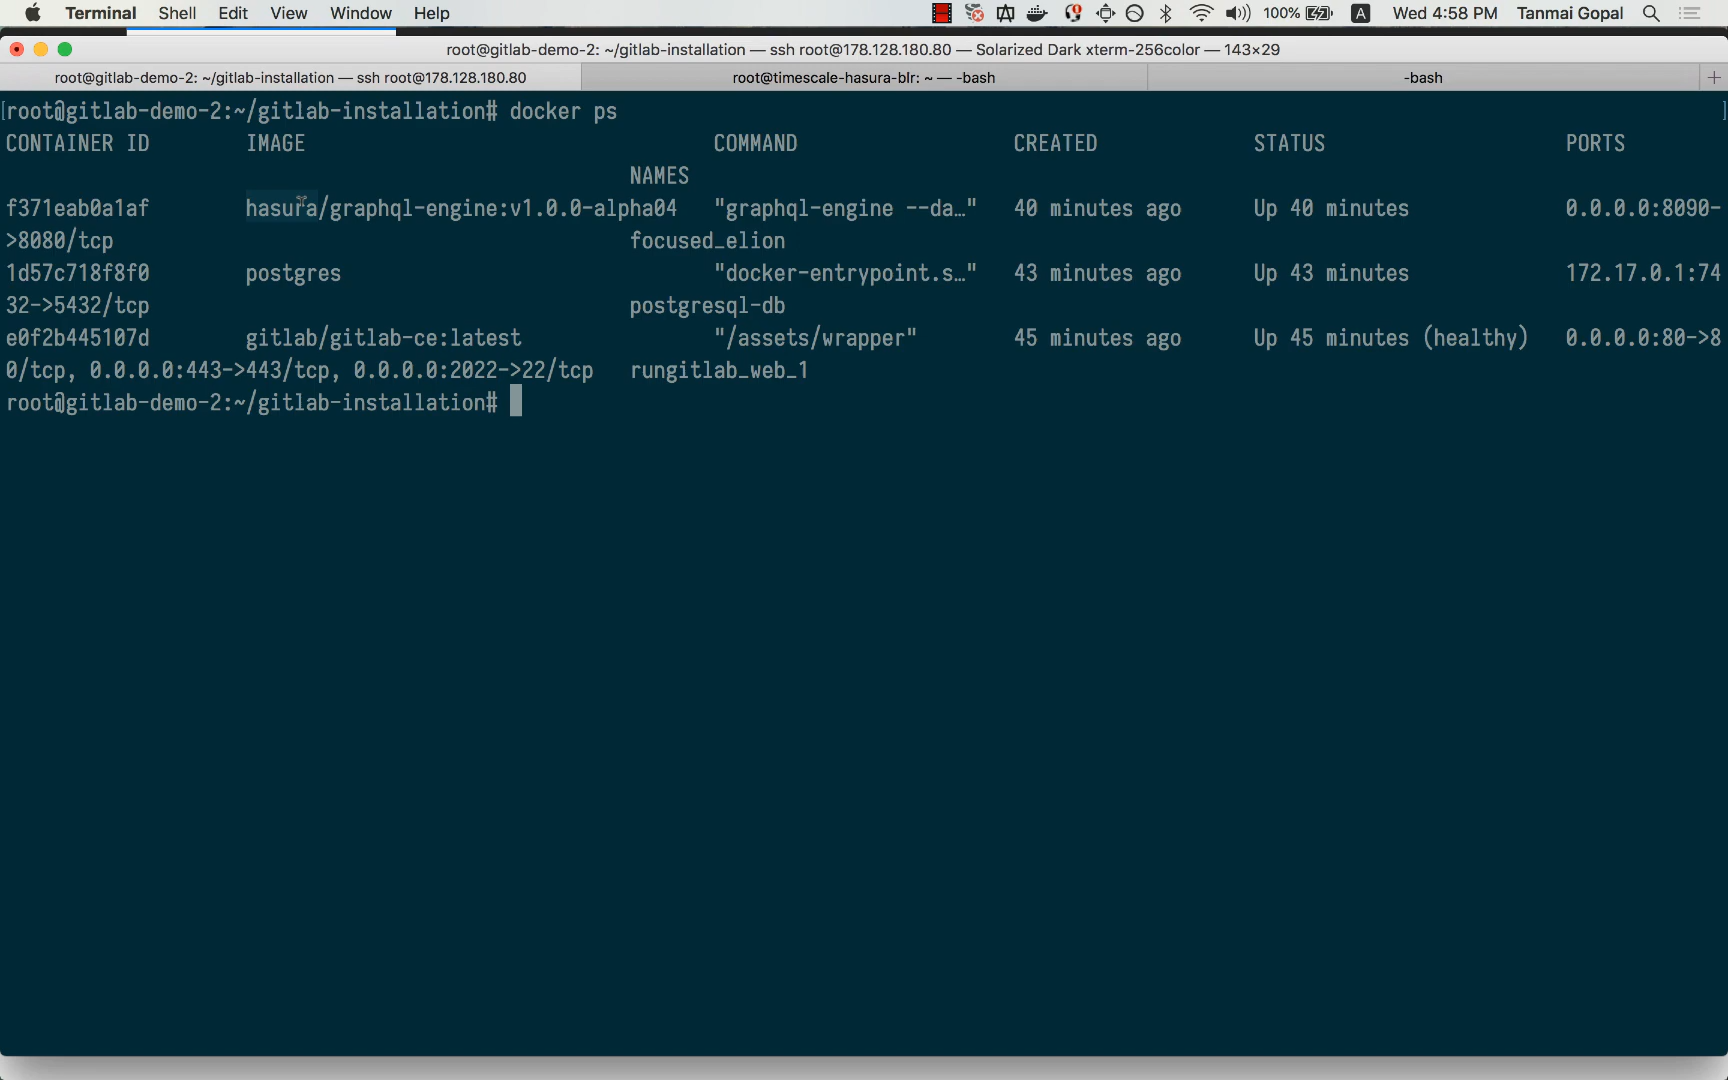 Terminal Shell Edit View Window Help 100% A Wed 4:58 PM Tanmai Gopal
root@gitlab-demo-2: ~/gitlab-installation — ssh root@178.128.180.80 — Solarized Dark xterm-256color — 143×29
root@gitlab-demo-2: ~/gitlab-installation — ssh root@178.128.180.80 root@timescale-hasura-blr: ~ — -bash -bash +
[root@gitlab-demo-2:~/gitlab-installation# docker ps ]
CONTAINER ID IMAGE COMMAND CREATED STATUS PORTS
NAMES
f371eab0a1af hasura/graphql-engine:v1.0.0-alpha04 "graphql-engine --da…" 40 minutes ago Up 40 minutes 0.0.0.0:8090-
>8080/tcp focused_elion
1d57c718f8f0 postgres "docker-entrypoint.s…" 43 minutes ago Up 43 minutes 172.17.0.1:74
32->5432/tcp postgresql-db
e0f2b445107d gitlab/gitlab-ce:latest "/assets/wrapper" 45 minutes ago Up 45 minutes (healthy) 0.0.0.0:80->8
0/tcp, 0.0.0.0:443->443/tcp, 0.0.0.0:2022->22/tcp rungitlab_web_1
root@gitlab-demo-2:~/gitlab-installation#